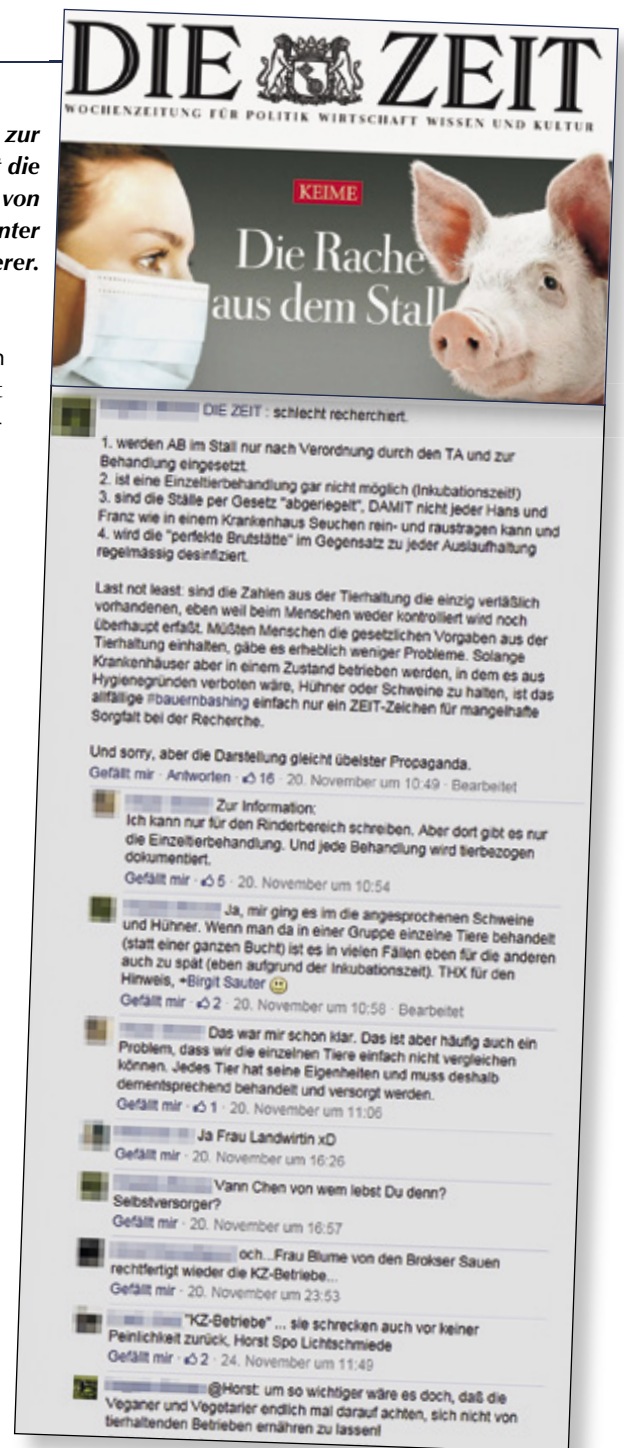 zur
die
von
nter
erer.
DIE ZEIT
WOCHENZEITUNG FÜR POLITIK WIRTSCHAFT WISSEN UND KULTUR
KEIME
Die Rache
aus dem Stall
DIE ZEIT : schlecht recherchiert.
1. werden AB im Stall nur nach Verordnung durch den TA und zur
Behandlung eingesetzt.
2. ist eine Einzeltierbehandlung gar nicht möglich (Inkubationszeit!)
3. sind die Ställe per Gesetz "abgeriegelt", DAMIT nicht jeder Hans und
Franz wie in einem Krankenhaus Seuchen rein- und raustragen kann und
4. wird die "perfekte Brutstätte" im Gegensatz zu jeder Auslaufhaltung
regelmässig desinfiziert.
Last not least: sind die Zahlen aus der Tierhaltung die einzig verläßlich
vorhandenen, eben weil beim Menschen weder kontrolliert wird noch
überhaupt erfaßt. Müßten Menschen die gesetzlichen Vorgaben aus der
Tierhaltung einhalten, gäbe es erheblich weniger Probleme. Solange
Krankenhäuser aber in einem Zustand betrieben werden, in dem es aus
Hygienegründen verboten wäre, Hühner oder Schweine zu halten, ist das
allfällige #bauernbashing einfach nur ein ZEIT-Zeichen für mangelhafte
Sorgfalt bei der Recherche.
Und sorry, aber die Darstellung gleicht übelster Propaganda.
Gefällt mir · Antworten · 16 · 20. November um 10:49 · Bearbeitet
Zur Information:
Ich kann nur für den Rinderbereich schreiben. Aber dort gibt es nur
die Einzeltierbehandlung. Und jede Behandlung wird tierbezogen
dokumentiert.
Gefällt mir · 5 · 20. November um 10:54
Ja, mir ging es im die angesprochenen Schweine
und Hühner. Wenn man da in einer Gruppe einzelne Tiere behandelt
(statt einer ganzen Bucht) ist es in vielen Fällen eben für die anderen
auch zu spät (eben aufgrund der Inkubationszeit). THX für den
Hinweis, +Birgit Sauter
Gefällt mir · 2 · 20. November um 10:58 · Bearbeitet
Das war mir schon klar. Das ist aber häufig auch ein
Problem, dass wir die einzelnen Tiere einfach nicht vergleichen
können. Jedes Tier hat seine Eigenheiten und muss deshalb
dementsprechend behandelt und versorgt werden.
Gefällt mir · 1 · 20. November um 11:06
Ja Frau Landwirtin xD
Gefällt mir · 20. November um 16:26
Vann Chen von wem lebst Du denn?
Selbstversorger?
Gefällt mir · 20. November um 16:57
och...Frau Blume von den Brokser Sauen
rechtfertigt wieder die KZ-Betriebe...
Gefällt mir · 20. November um 23:53
"KZ-Betriebe" ... sie schrecken auch vor keiner
Peinlichkeit zurück, Horst Spo Lichtschmiede
Gefällt mir · 2 · 24. November um 11:49
@Horst: um so wichtiger wäre es doch, daß die
Veganer und Vegetarier endlich mal darauf achten, sich nicht von
tierhaltenden Betrieben ernähren zu lassen!